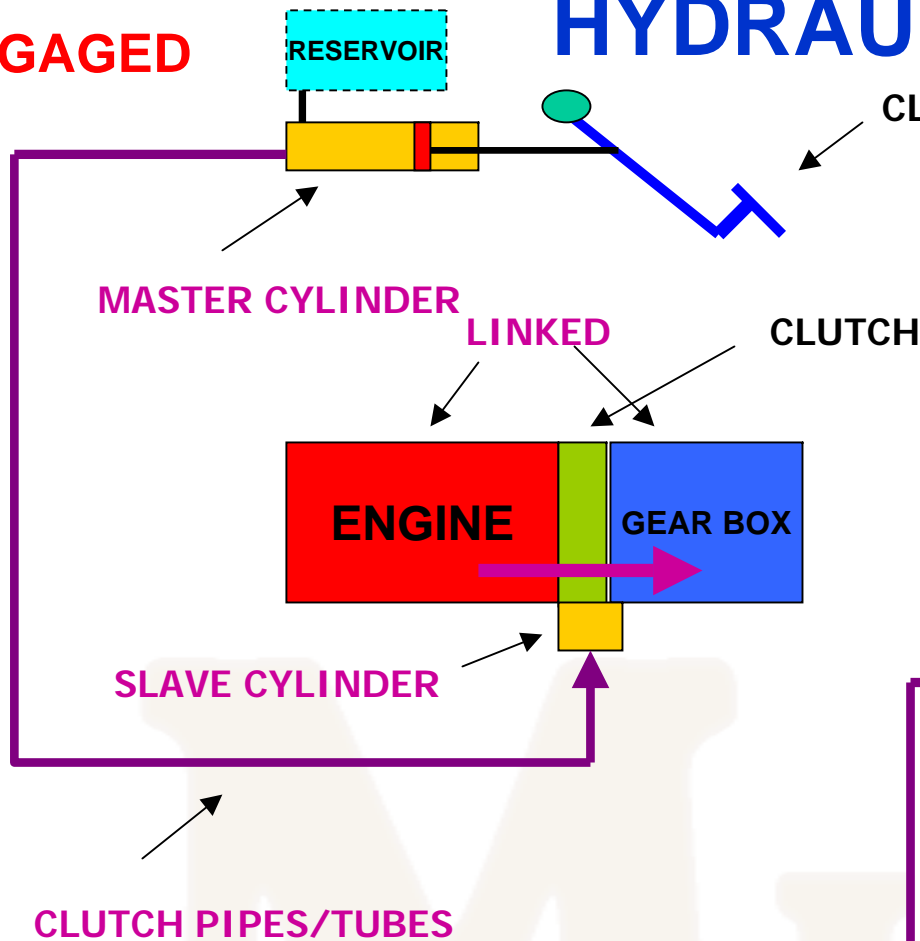 GAGED
RESERVOIR
HYDRAU
CL
MASTER CYLINDER
LINKED
CLUTCH
ENGINE
GEAR BOX
SLAVE CYLINDER
CLUTCH PIPES/TUBES